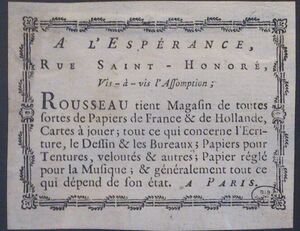 A L'ESPÉRANCE,
RUE SAINT-HONORÉ,
Vis-à-vis l'Assomption;
ROUSSEAU tient Magasin de toutes
sortes de Papiers de France & de Hollande,
Cartes à jouer; tout ce qui concerne l'Ecri-
ture, le Dessin & les Bureaux; Papiers pour
Tentures, veloutés & autres; Papier réglé
pour la Musique; & généralement tout ce
qui dépend de son état. A PARIS.